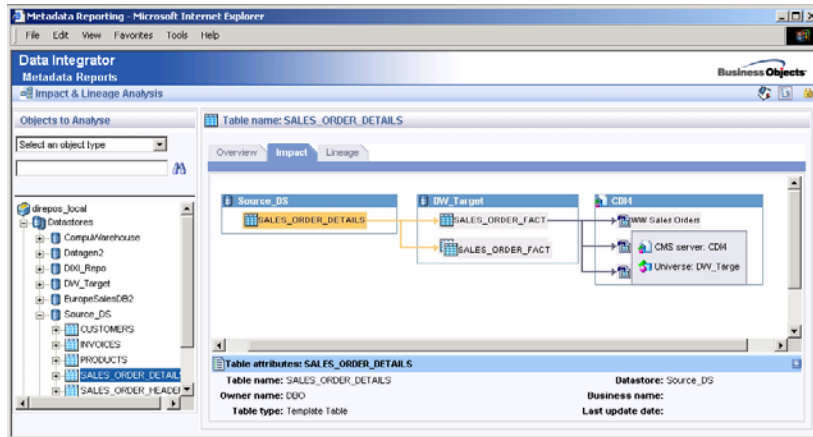 Metadata Reporting - Microsoft Internet Explorer
File Edit View Favorites Tools Help
Data Integrator
Metadata Reports
Business Objects
Impact & Lineage Analysis
Objects to Analyse
Select an object type
direpos_local
Datastores
CompuWarehouse
Datagen2
DIXI_Repo
DW_Target
EuropeSalesDB2
Source_DS
CUSTOMERS
INVOICES
PRODUCTS
SALES_ORDER_DETAIL
SALES_ORDER_HEADE
Table name: SALES_ORDER_DETAILS
Overview Impact Lineage
Source_DS
SALES_ORDER_DETAILS
DW_Target
SALES_ORDER_FACT
SALES_ORDER_FACT
CDI4
WW Sales Orders
CMS server: CDI4
Universe: DW_Targe
Table attributes: SALES_ORDER_DETAILS
Table name: SALES_ORDER_DETAILS
Datastore: Source_DS
Owner name: DBO
Business name:
Table type: Template Table
Last update date: